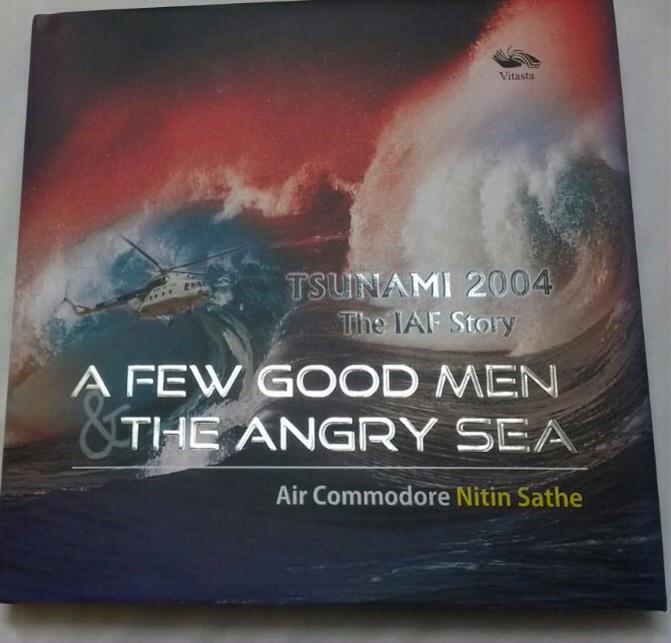 Vitasta
TSUNAMI 2004
The IAF Story
A FEW GOOD MEN
& THE ANGRY SEA
Air Commodore Nitin Sathe